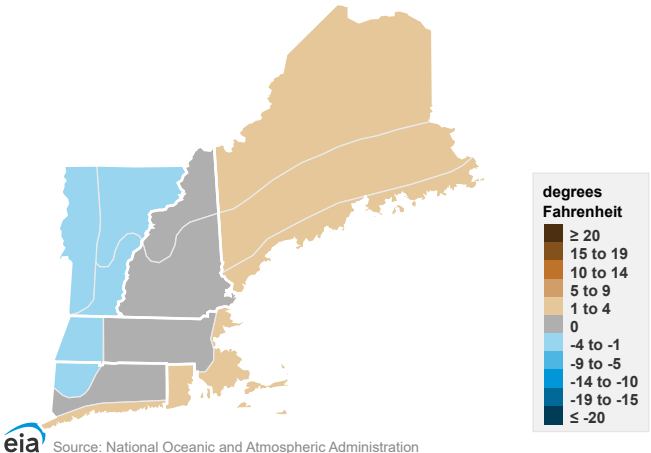 degrees
Fahrenheit
≥ 20
15 to 19
10 to 14
5 to 9
1 to 4
0
-4 to -1
-9 to -5
-14 to -10
-19 to -15
≤ -20
eia
Source: National Oceanic and Atmospheric Administration